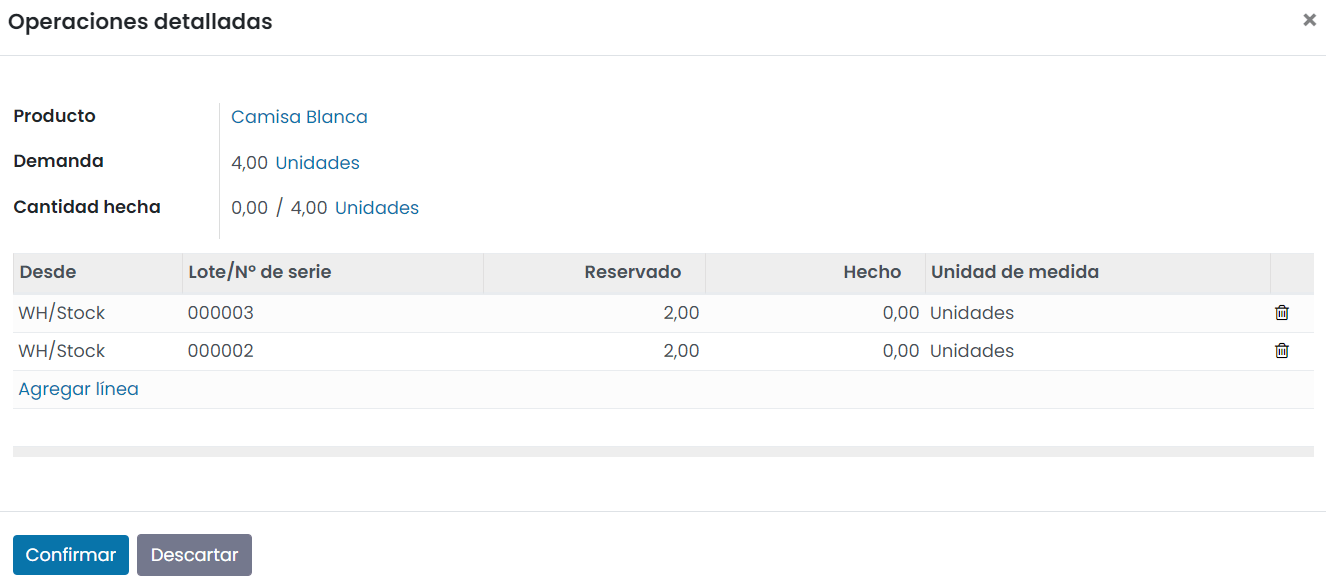 Operaciones detalladas ×
Producto Camisa Blanca
Demanda 4,00 Unidades
Cantidad hecha 0,00 / 4,00 Unidades
Desde Lote/Nº de serie Reservado Hecho Unidad de medida
WH/Stock 000003 2,00 0,00 Unidades
WH/Stock 000002 2,00 0,00 Unidades
Agregar línea
Confirmar Descartar